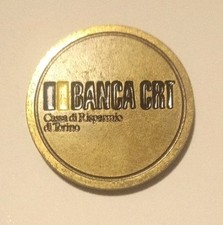 BANCA CRT
Cassa di Risparmio
di Torino